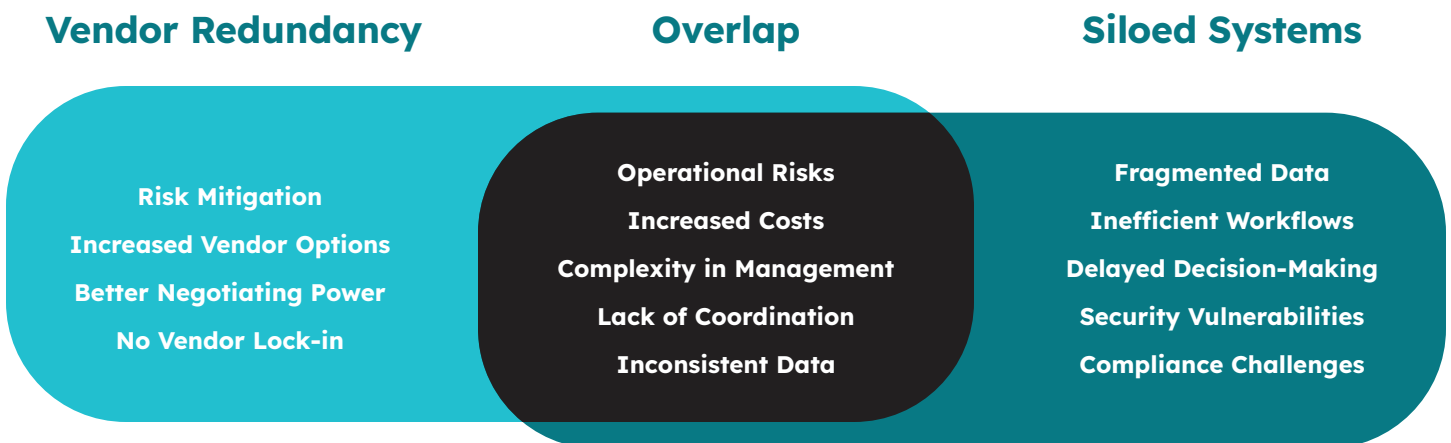 Vendor Redundancy
Overlap
Siloed Systems
Risk Mitigation
Increased Vendor Options
Better Negotiating Power
No Vendor Lock-in
Operational Risks
Increased Costs
Complexity in Management
Lack of Coordination
Inconsistent Data
Fragmented Data
Inefficient Workflows
Delayed Decision-Making
Security Vulnerabilities
Compliance Challenges